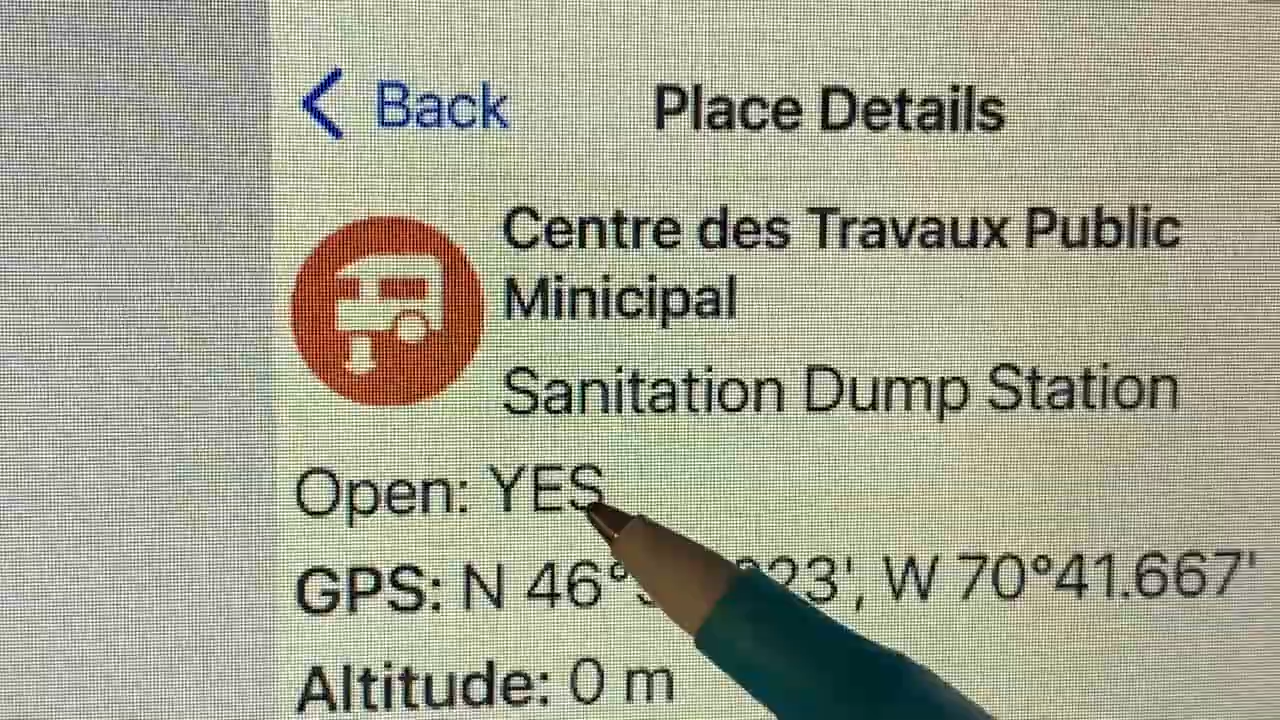 Back
Place Details
Centre des Travaux Public
Minicipal
Sanitation Dump Station
Open: YES
GPS: N 46° 23', W 70°41.667'
Altitude: 0 m